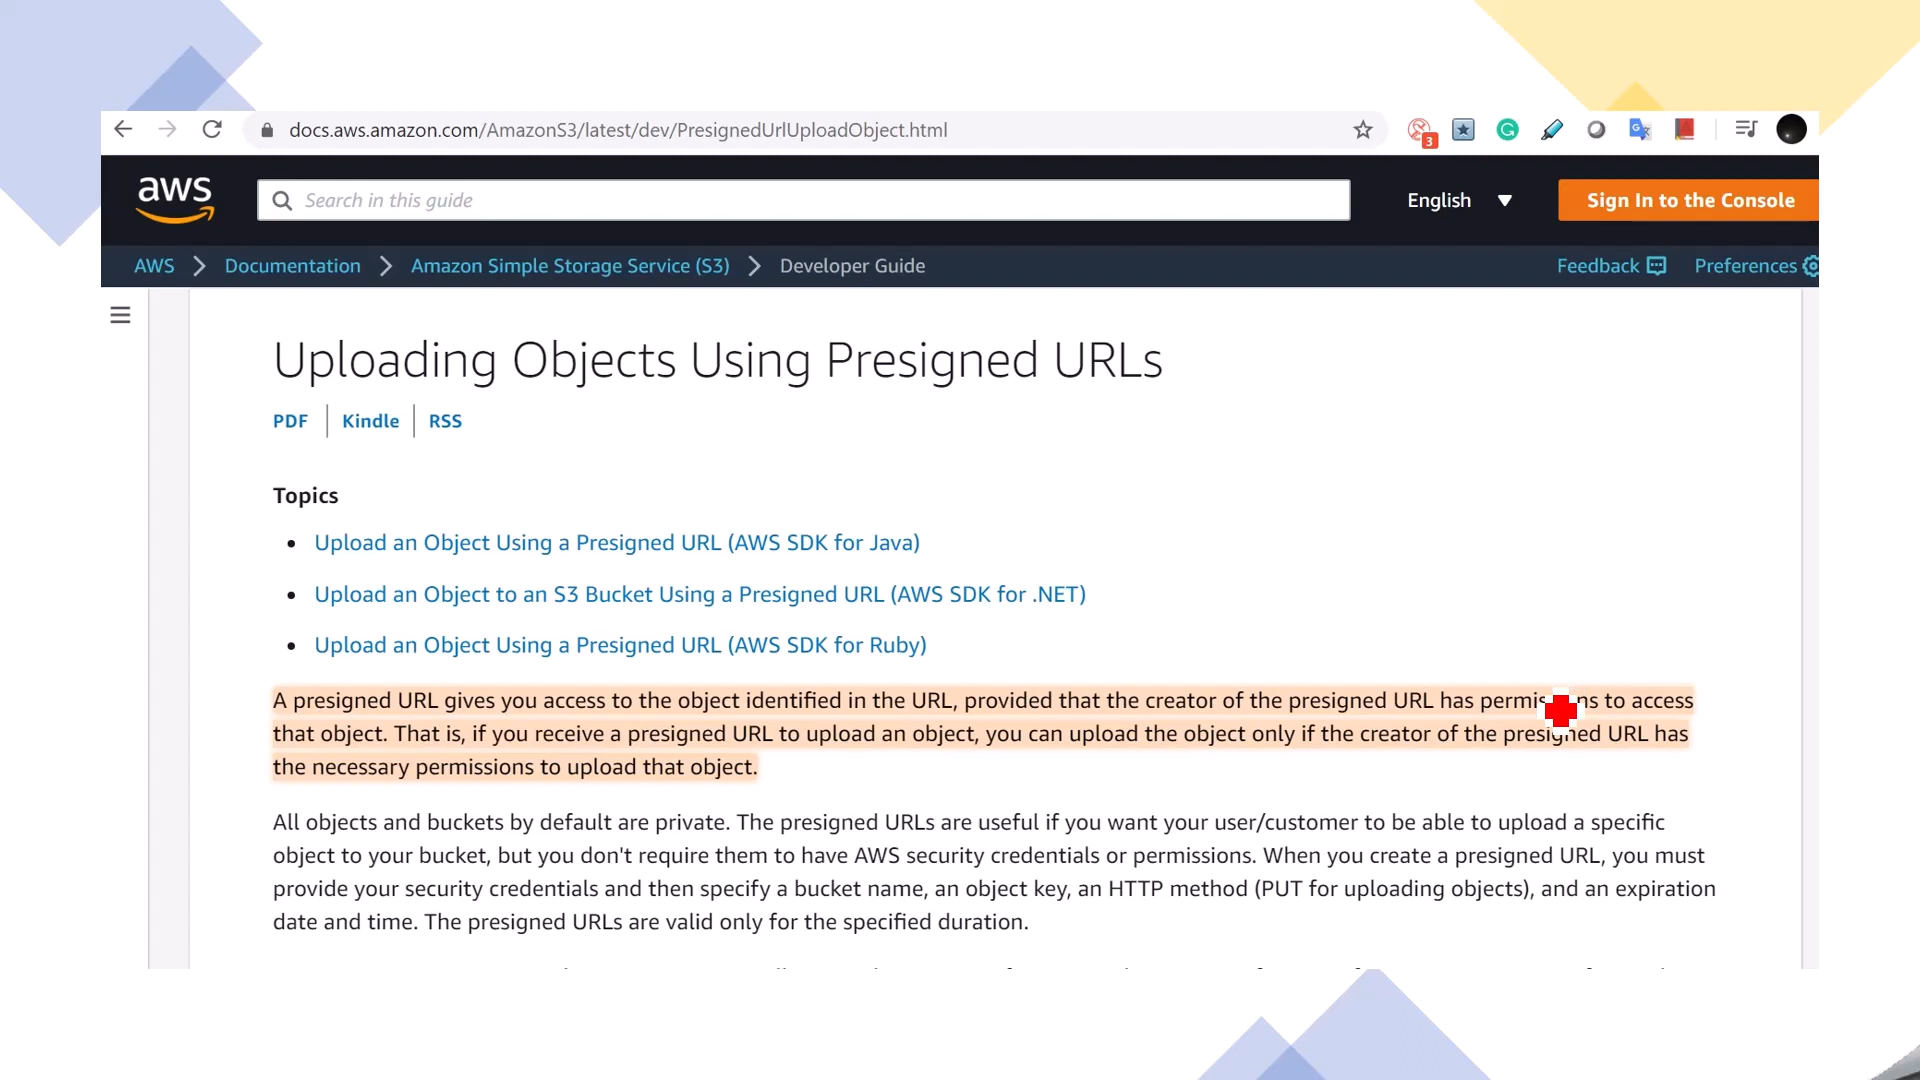 docs.aws.amazon.com/AmazonS3/latest/dev/PresignedUrlUploadObject.html
3
aws
Search in this guide
English
Sign In to the Console
AWS
Documentation
Amazon Simple Storage Service (S3)
Developer Guide
Feedback
Preferences
Uploading Objects Using Presigned URLs
PDF
Kindle
RSS
Topics
• Upload an Object Using a Presigned URL (AWS SDK for Java)
• Upload an Object to an S3 Bucket Using a Presigned URL (AWS SDK for .NET)
• Upload an Object Using a Presigned URL (AWS SDK for Ruby)
A presigned URL gives you access to the object identified in the URL, provided that the creator of the presigned URL has permissions to access
that object. That is, if you receive a presigned URL to upload an object, you can upload the object only if the creator of the presigned URL has
the necessary permissions to upload that object.
All objects and buckets by default are private. The presigned URLs are useful if you want your user/customer to be able to upload a specific
object to your bucket, but you don't require them to have AWS security credentials or permissions. When you create a presigned URL, you must
provide your security credentials and then specify a bucket name, an object key, an HTTP method (PUT for uploading objects), and an expiration
date and time. The presigned URLs are valid only for the specified duration.